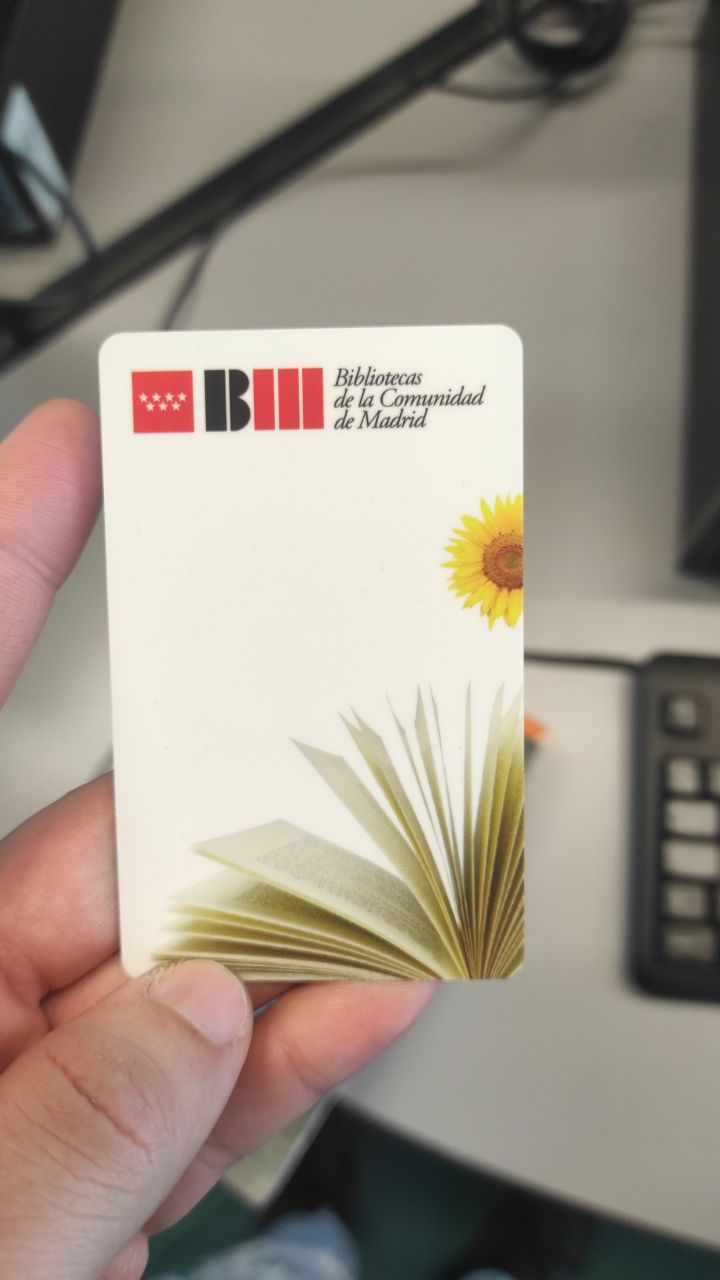 BIII
Bibliotecas
de la Comunidad
de Madrid